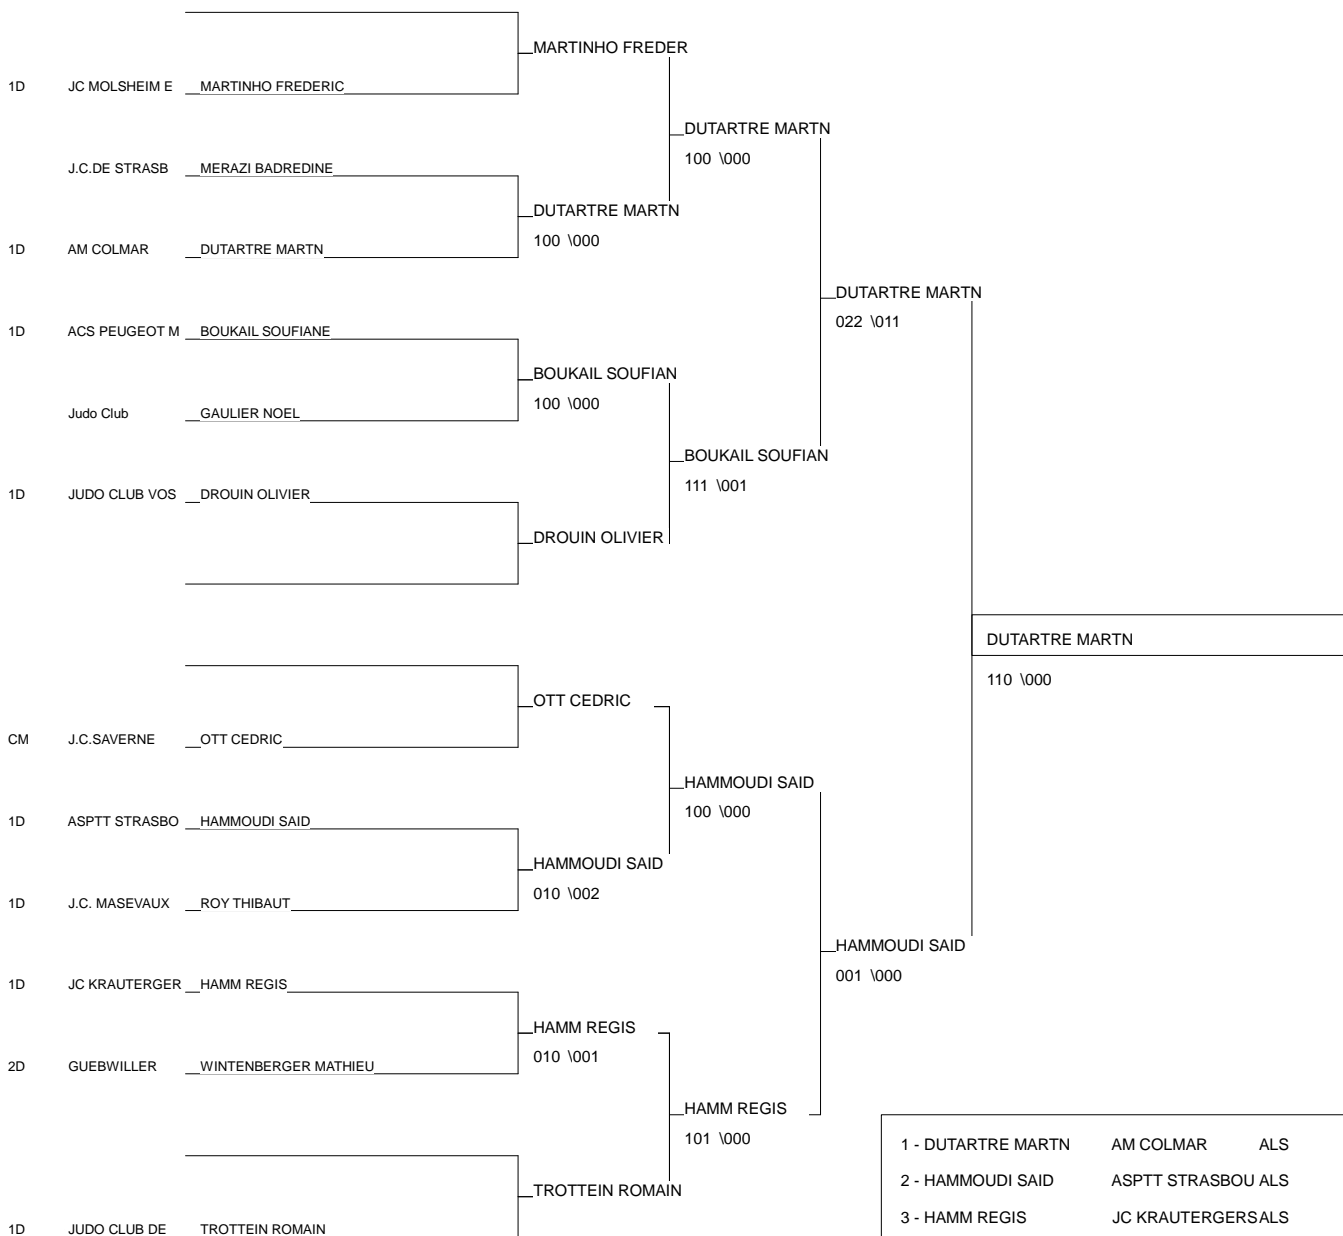 MARTINHO FREDER
1D JC MOLSHEIM E MARTINHO FREDERIC
DUTARTRE MARTN
100 \000
J.C.DE STRASB MERAZI BADREDINE
DUTARTRE MARTN
100 \000
1D AM COLMAR DUTARTRE MARTN
DUTARTRE MARTN
022 \011
1D ACS PEUGEOT M BOUKAIL SOUFIANE
BOUKAIL SOUFIAN
100 \000
Judo Club GAULIER NOEL
BOUKAIL SOUFIAN
111 \001
1D JUDO CLUB VOS DROUIN OLIVIER
DROUIN OLIVIER
DUTARTRE MARTN
110 \000
OTT CEDRIC
CM J.C.SAVERNE OTT CEDRIC
HAMMOUDI SAID
100 \000
1D ASPTT STRASBO HAMMOUDI SAID
HAMMOUDI SAID
010 \002
1D J.C. MASEVAUX ROY THIBAUT
HAMMOUDI SAID
001 \000
1D JC KRAUTERGER HAMM REGIS
HAMM REGIS
010 \001
2D GUEBWILLER WINTENBERGER MATHIEU
HAMM REGIS
101 \000
1 - DUTARTRE MARTN AM COLMAR ALS
2 - HAMMOUDI SAID ASPTT STRASBOU ALS
TROTTEIN ROMAIN
3 - HAMM REGIS JC KRAUTERGERS ALS
1D JUDO CLUB DE TROTTEIN ROMAIN